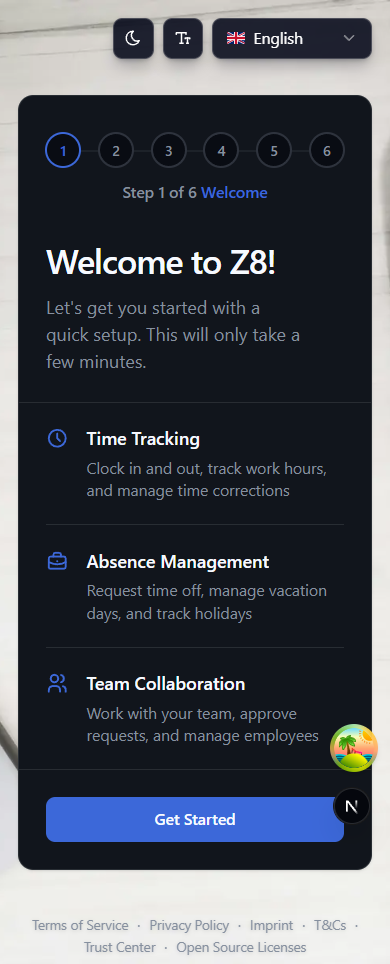 English
1 2 3 4 5 6
Step 1 of 6 Welcome
Welcome to Z8!
Let's get you started with a
quick setup. This will only take a
few minutes.
Time Tracking
Clock in and out, track work hours,
and manage time corrections
Absence Management
Request time off, manage vacation
days, and track holidays
Team Collaboration
Work with your team, approve
requests, and manage employees
Get Started
N
Terms of Service · Privacy Policy · Imprint · T&Cs ·
Trust Center · Open Source Licenses